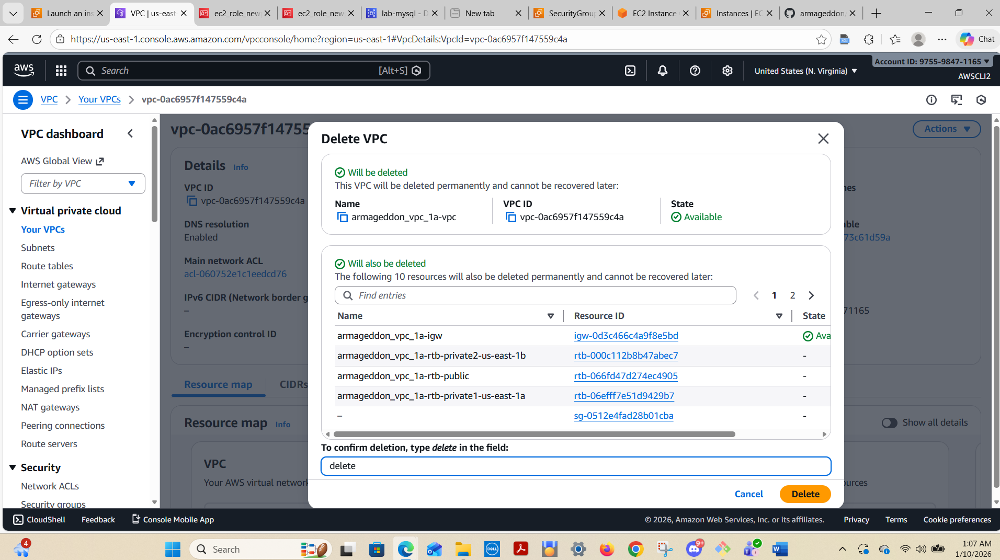 Launch an ins
VPC | us-east-
ec2_role_new
ec2_role_new
lab-mysql - D
New tab
SecurityGroup
EC2 Instance
Instances | EC
armageddon/
https://us-east-1.console.aws.amazon.com/vpcconsole/home?region=us-east-1#VpcDetails:VpcId=vpc-0ac6957f147559c4a
Chat
aws
Search
[Alt+S]
United States (N. Virginia)
Account ID: 9755-9847-1165
AWSCLI2
VPC
Your VPCs
vpc-0ac6957f147559c4a
VPC dashboard
AWS Global View
Filter by VPC
Virtual private cloud
Your VPCs
Subnets
Route tables
Internet gateways
Egress-only internet
gateways
Carrier gateways
DHCP option sets
Elastic IPs
Managed prefix lists
NAT gateways
Peering connections
Route servers
Security
Network ACLs
Security groups
vpc-0ac6957f14755
Actions
Details
Info
VPC ID
vpc-0ac6957f147559c4a
DNS resolution
Enabled
Main network ACL
acl-060752e1c1eedcd76
IPv6 CIDR (Network border g
–
Encryption control ID
–
Resource map
CIDRs
Resource map
Info
VPC
Your AWS virtual network
73c61d59a
71165
Show all details
Delete VPC
Will be deleted
This VPC will be deleted permanently and cannot be recovered later:
Name
VPC ID
State
armageddon_vpc_1a-vpc
vpc-0ac6957f147559c4a
Available
Will also be deleted
The following 10 resources will also be deleted permanently and cannot be recovered later:
Find entries
1
2
Name
Resource ID
State
armageddon_vpc_1a-igw
igw-0d3c466c4a9f8e5bd
Ava
armageddon_vpc_1a-rtb-private2-us-east-1b
rtb-000c112b8b47abec7
-
armageddon_vpc_1a-rtb-public
rtb-066fd47d274ec4905
-
armageddon_vpc_1a-rtb-private1-us-east-1a
rtb-06efff7e51d9429b7
-
–
sg-0512e4fad28b01cba
-
To confirm deletion, type delete in the field:
delete
Cancel
Delete
CloudShell
Feedback
Console Mobile App
© 2026, Amazon Web Services, Inc. or its affiliates.
Privacy
Terms
Cookie preferences
4
Search
DELL
9+
1:07 AM
1/10/2026